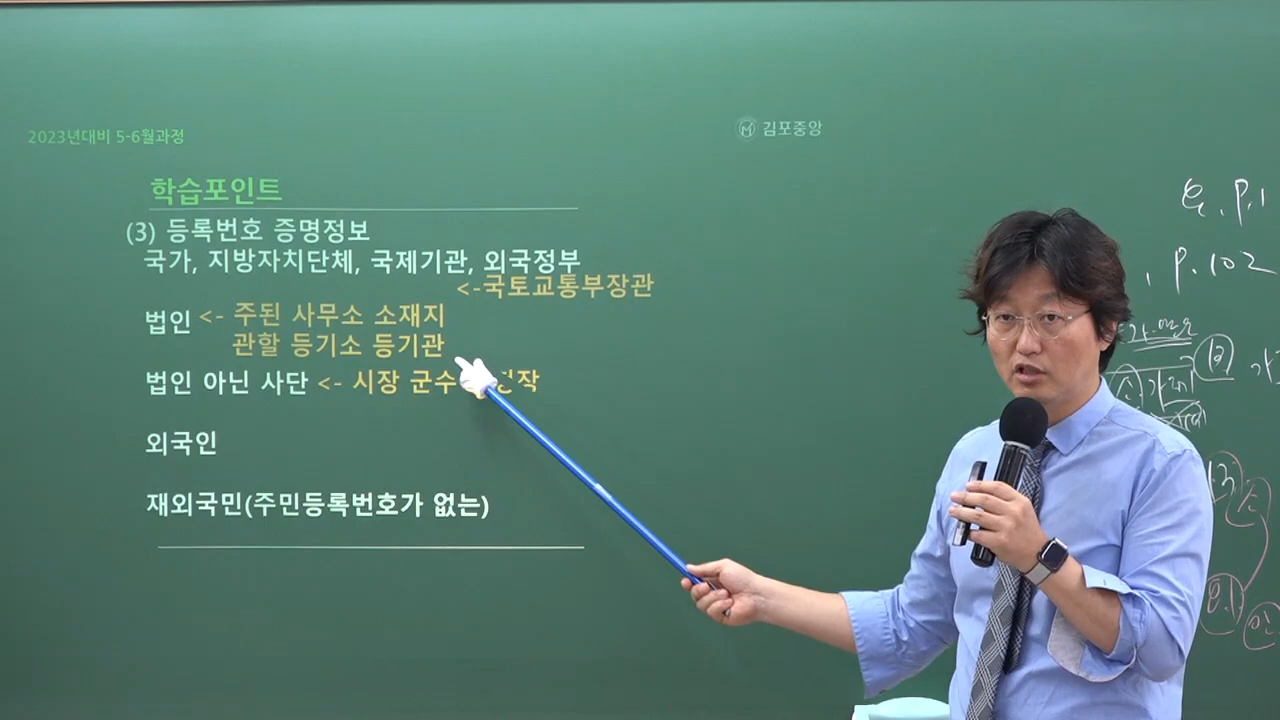 2023년대비 5-6월과정
김포중앙
학습포인트
(3) 등록번호 증명정보
국가, 지방자치단체, 국제기관, 외국정부
<-국토교통부장관
법인 <- 주된 사무소 소재지
관할 등기소 등기관
법인 아닌 사단 <- 시장 군수
외국인
재외국민(주민등록번호가 없는)
P.1
P.102